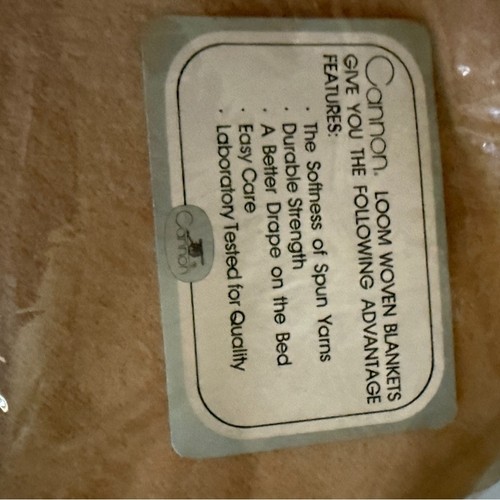 Cannon. LOOM WOVEN BLANKETS
GIVE YOU THE FOLLOWING ADVANTAGE
FEATURES:
· The Softness of Spun Yarns
· Durable Strength
· A Better Drape on the Bed
· Easy Care
· Laboratory Tested for Quality
Cannon